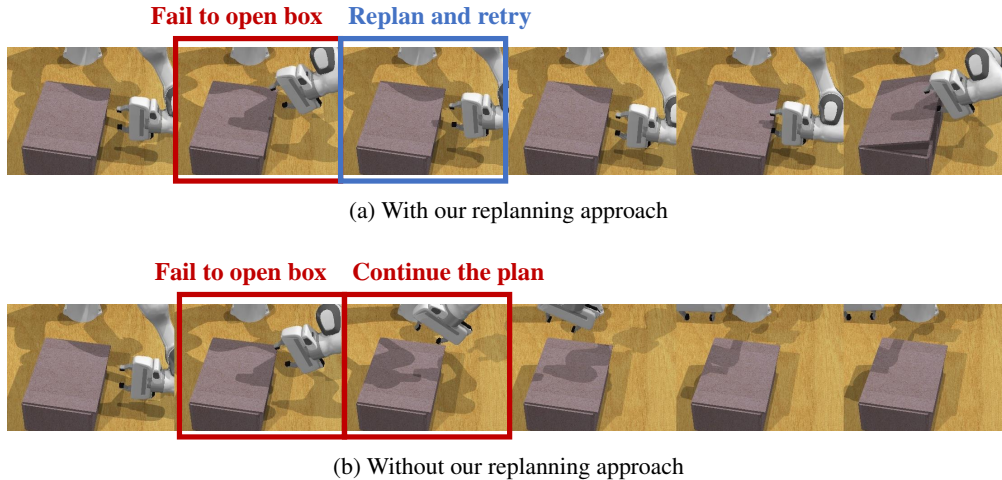 Fail to open box Replan and retry
(a) With our replanning approach
Fail to open box Continue the plan
(b) Without our replanning approach